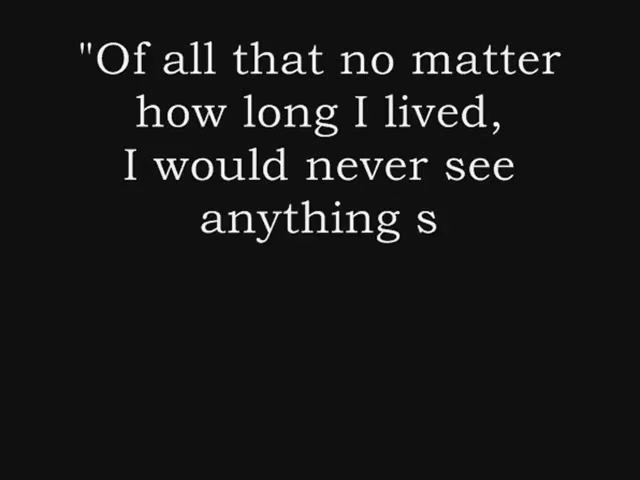 "Of all that no matter
how long I lived,
I would never see
anything s